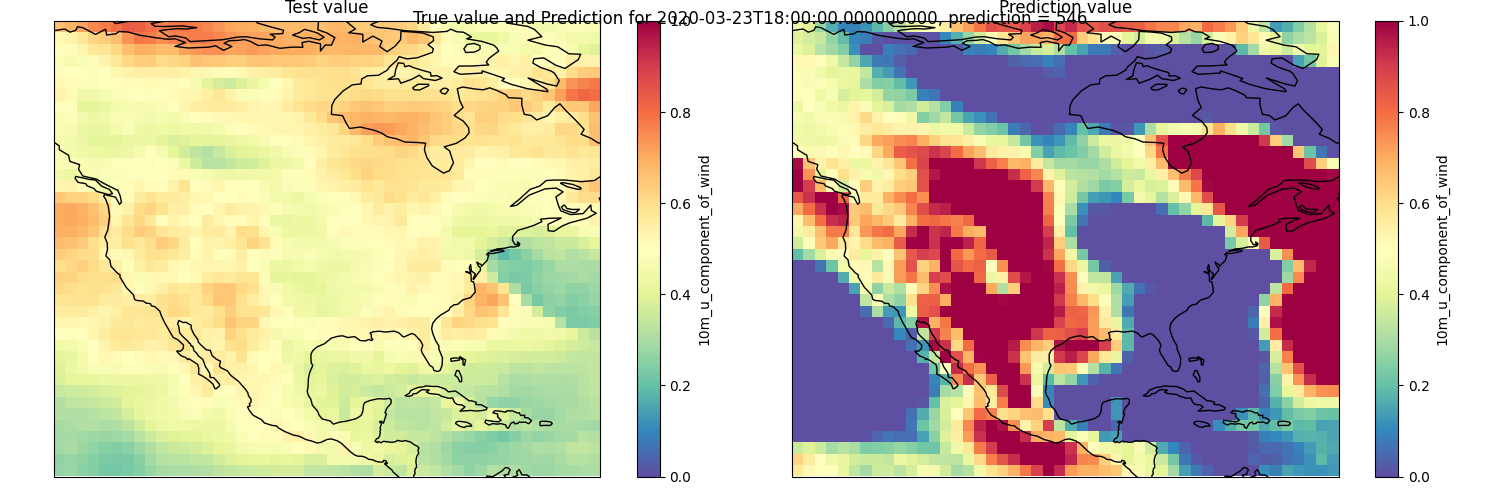 Test value
Prediction value
True value and Prediction for 2020-03-23T18:00:00.000000000, prediction = 546
1.0
0.8
0.6
0.4
0.2
0.0
10m_u_component_of_wind
1.0
0.8
0.6
0.4
0.2
0.0
10m_u_component_of_wind